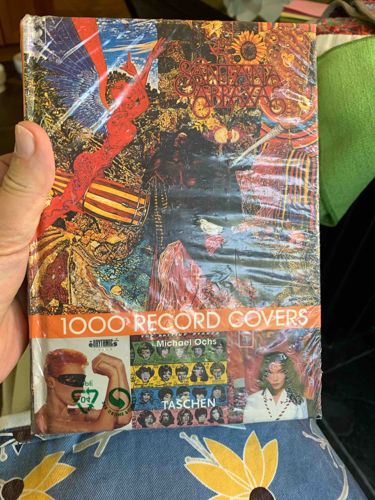 SANTANA
ABRAXAS
1000 RECORD COVERS
Michael Ochs
TASCHEN